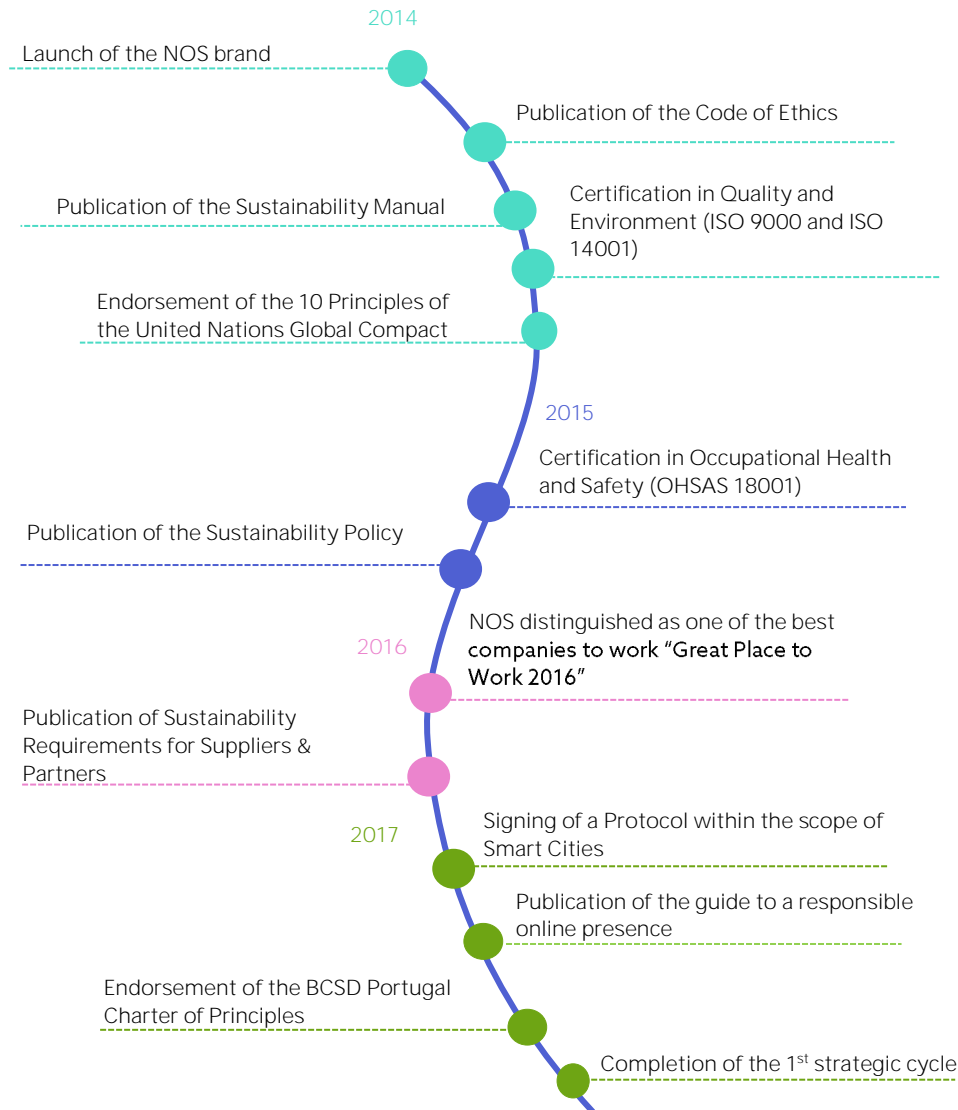 2014
Launch of the NOS brand
Publication of the Code of Ethics
Publication of the Sustainability Manual
Certification in Quality and
Environment (ISO 9000 and ISO
14001)
Endorsement of the 10 Principles of
the United Nations Global Compact
2015
Certification in Occupational Health
and Safety (OHSAS 18001)
Publication of the Sustainability Policy
2016
NOS distinguished as one of the best
companies to work “Great Place to
Work 2016”
Publication of Sustainability
Requirements for Suppliers &
Partners
2017
Signing of a Protocol within the scope of
Smart Cities
Publication of the guide to a responsible
online presence
Endorsement of the BCSD Portugal
Charter of Principles
Completion of the 1st strategic cycle